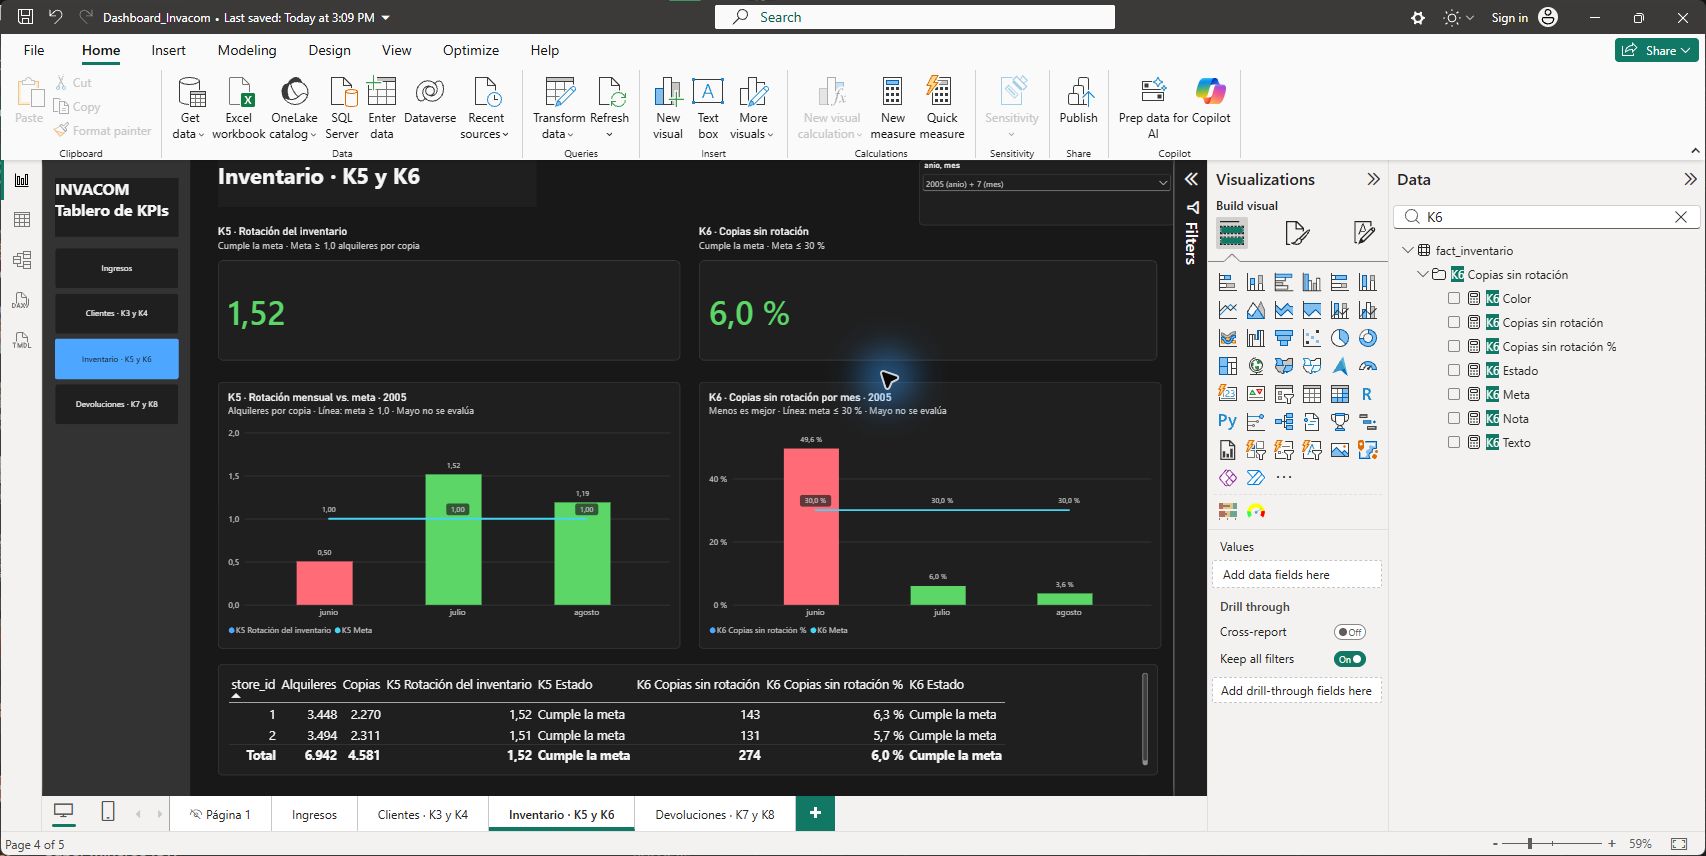 Dashboard_Invacom • Last saved: Today at 3:09 PM
Search
Sign in
File
Home
Insert
Modeling
Design
View
Optimize
Help
Share
Paste
Cut
Copy
Format painter
Clipboard
Get data
Excel workbook
OneLake catalog
SQL Server
Enter data
Dataverse
Recent sources
Data
Transform data
Refresh
Queries
New visual
Text box
More visuals
Insert
New visual calculation
New measure
Quick measure
Calculations
Sensitivity
Sensitivity
Publish
Share
Prep data for AI
Copilot
Copilot
DAX
TMDL
INVACOM
Tablero de KPIs
Ingresos
Clientes · K3 y K4
Inventario · K5 y K6
Devoluciones · K7 y K8
Inventario · K5 y K6
anio, mes
2005 (anio) + 7 (mes)
K5 · Rotación del inventario
Cumple la meta · Meta ≥ 1,0 alquileres por copia
1,52
K6 · Copias sin rotación
Cumple la meta · Meta ≤ 30 %
6,0 %
K5 · Rotación mensual vs. meta · 2005
Alquileres por copia · Línea: meta ≥ 1,0 · Mayo no se evalúa
2,0
1,5
1,0
0,5
0,0
1,00
0,50
1,52
1,00
1,19
1,00
junio
julio
agosto
K5 Rotación del inventario
K5 Meta
K6 · Copias sin rotación por mes · 2005
Menos es mejor · Línea: meta ≤ 30 % · Mayo no se evalúa
40 %
20 %
0 %
49,6 %
30,0 %
30,0 %
30,0 %
6,0 %
3,6 %
junio
julio
agosto
K6 Copias sin rotación %
K6 Meta
store_id Alquileres Copias K5 Rotación del inventario K5 Estado K6 Copias sin rotación K6 Copias sin rotación % K6 Estado
1 3.448 2.270 1,52 Cumple la meta 143 6,3 % Cumple la meta
2 3.494 2.311 1,51 Cumple la meta 131 5,7 % Cumple la meta
Total 6.942 4.581 1,52 Cumple la meta 274 6,0 % Cumple la meta
Filters
Visualizations
Build visual
123
R
Py
Values
Add data fields here
Drill through
Cross-report
Off
Keep all filters
On
Add drill-through fields here
Data
K6
fact_inventario
K6 Copias sin rotación
K6 Color
K6 Copias sin rotación
K6 Copias sin rotación %
K6 Estado
K6 Meta
K6 Nota
K6 Texto
Página 1
Ingresos
Clientes · K3 y K4
Inventario · K5 y K6
Devoluciones · K7 y K8
+
Page 4 of 5
- + 59%